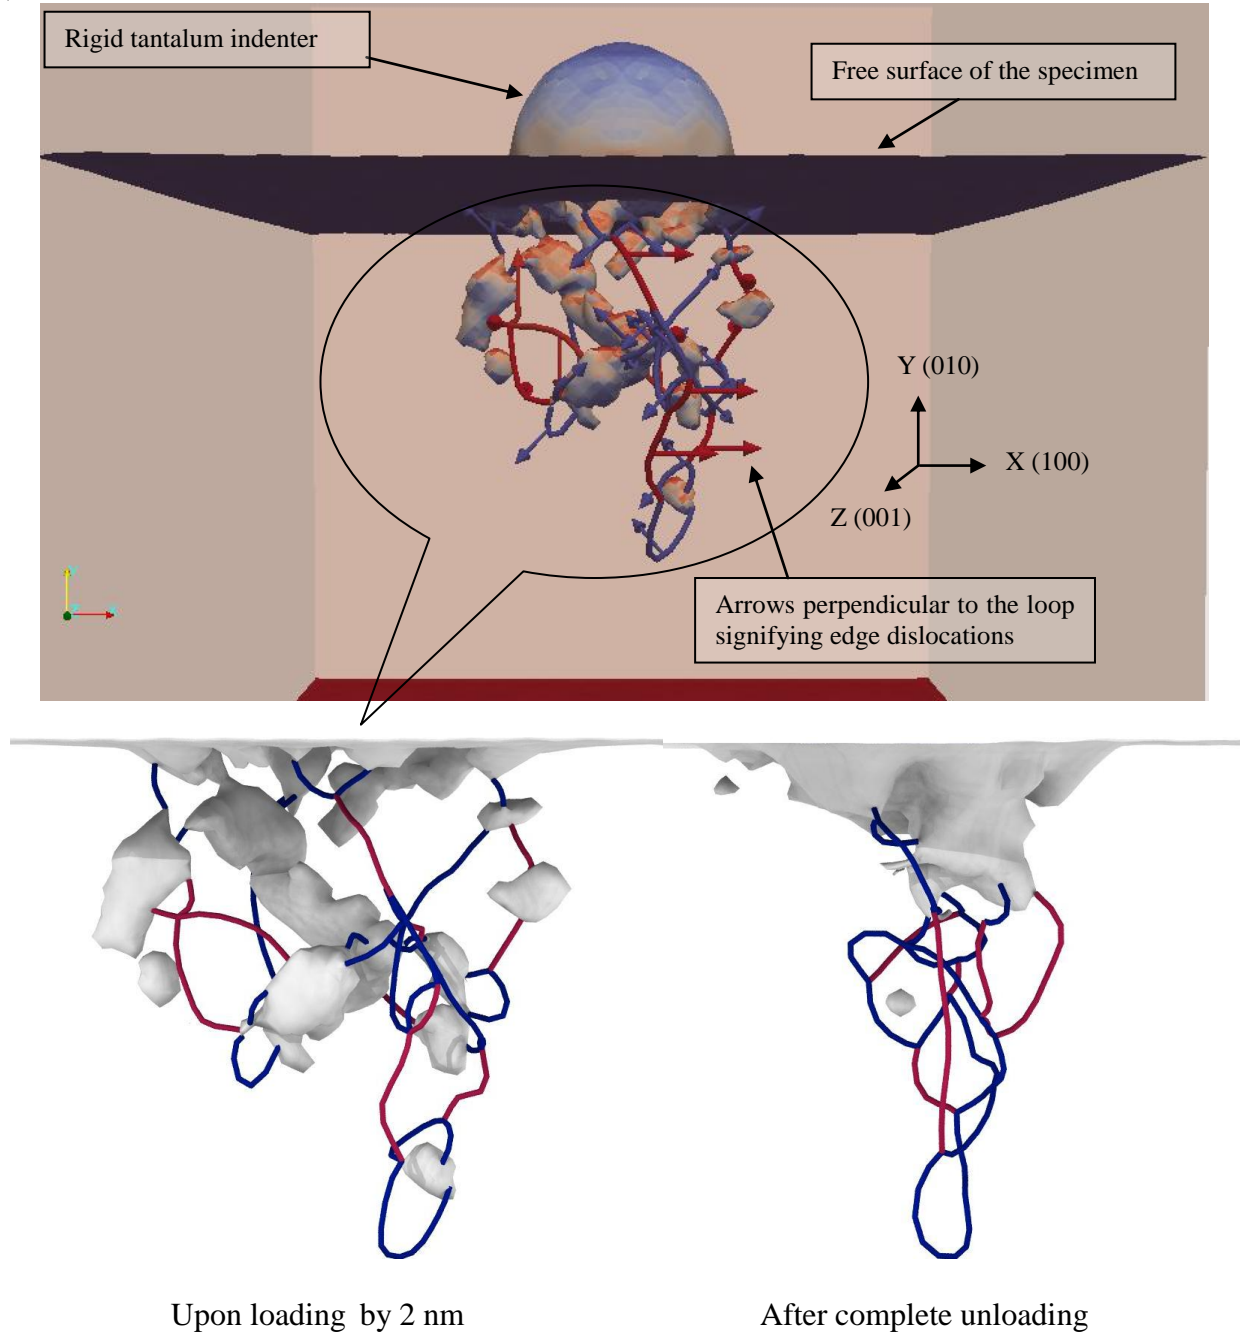 Rigid tantalum indenter
Free surface of the specimen
Y (010)
X (100)
Z (001)
Arrows perpendicular to the loop
signifying edge dislocations
Upon loading by 2 nm
After complete unloading